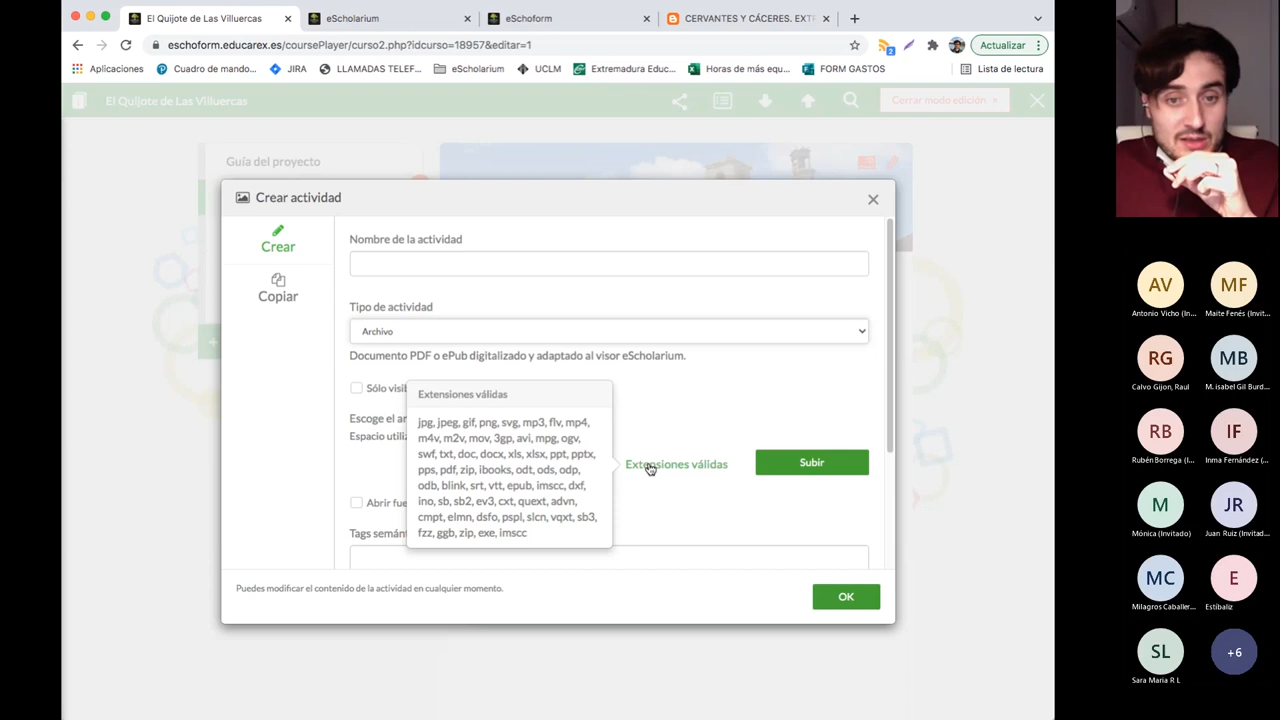 El Quijote de Las Villuercas
eScholarium
eSchoform
CERVANTES Y CÁCERES. EXT
eschoform.educarex.es/coursePlayer/curso2.php?idcurso=18957&editar=1
2
Actualizar
Aplicaciones
Cuadro de mando...
JIRA
LLAMADAS TELEF...
eScholarium
UCLM
Extremadura Educ...
Horas de más equ...
FORM GASTOS
Lista de lectura
El Quijote de Las Villuercas
Cerrar modo edición ×
Guía del proyecto
Crear actividad
Crear
Copiar
Nombre de la actividad
Tipo de actividad
Archivo
Documento PDF o ePub digitalizado y adaptado al visor eScholarium.
Sólo visib
Escoge el ar
Espacio utiliz
Extensiones válidas
jpg, jpeg, gif, png, svg, mp3, flv, mp4,
m4v, m2v, mov, 3gp, avi, mpg, ogv,
swf, txt, doc, docx, xls, xlsx, ppt, pptx,
pps, pdf, zip, ibooks, odt, ods, odp,
odb, blink, srt, vtt, epub, imscc, dxf,
ino, sb, sb2, ev3, cxt, quext, advn,
cmpt, elmn, dsfo, pspl, slcn, vqxt, sb3,
fzz, ggb, zip, exe, imscc
Extensiones válidas
Subir
Abrir fue
Tags semánt
Puedes modificar el contenido de la actividad en cualquier momento.
OK
AV
Antonio Vicho (In...
MF
Maite Fenés (Invit...
RG
Calvo Gijon, Raul
MB
M. isabel Gil Burd...
RB
RubénBorrega (I...
IF
Inma Fernández (...
M
Mónica (Invitado)
JR
Juan Ruiz (Invitad...
MC
Milagros Caballer...
E
Estíbaliz
SL
Sara Maria R L
+6